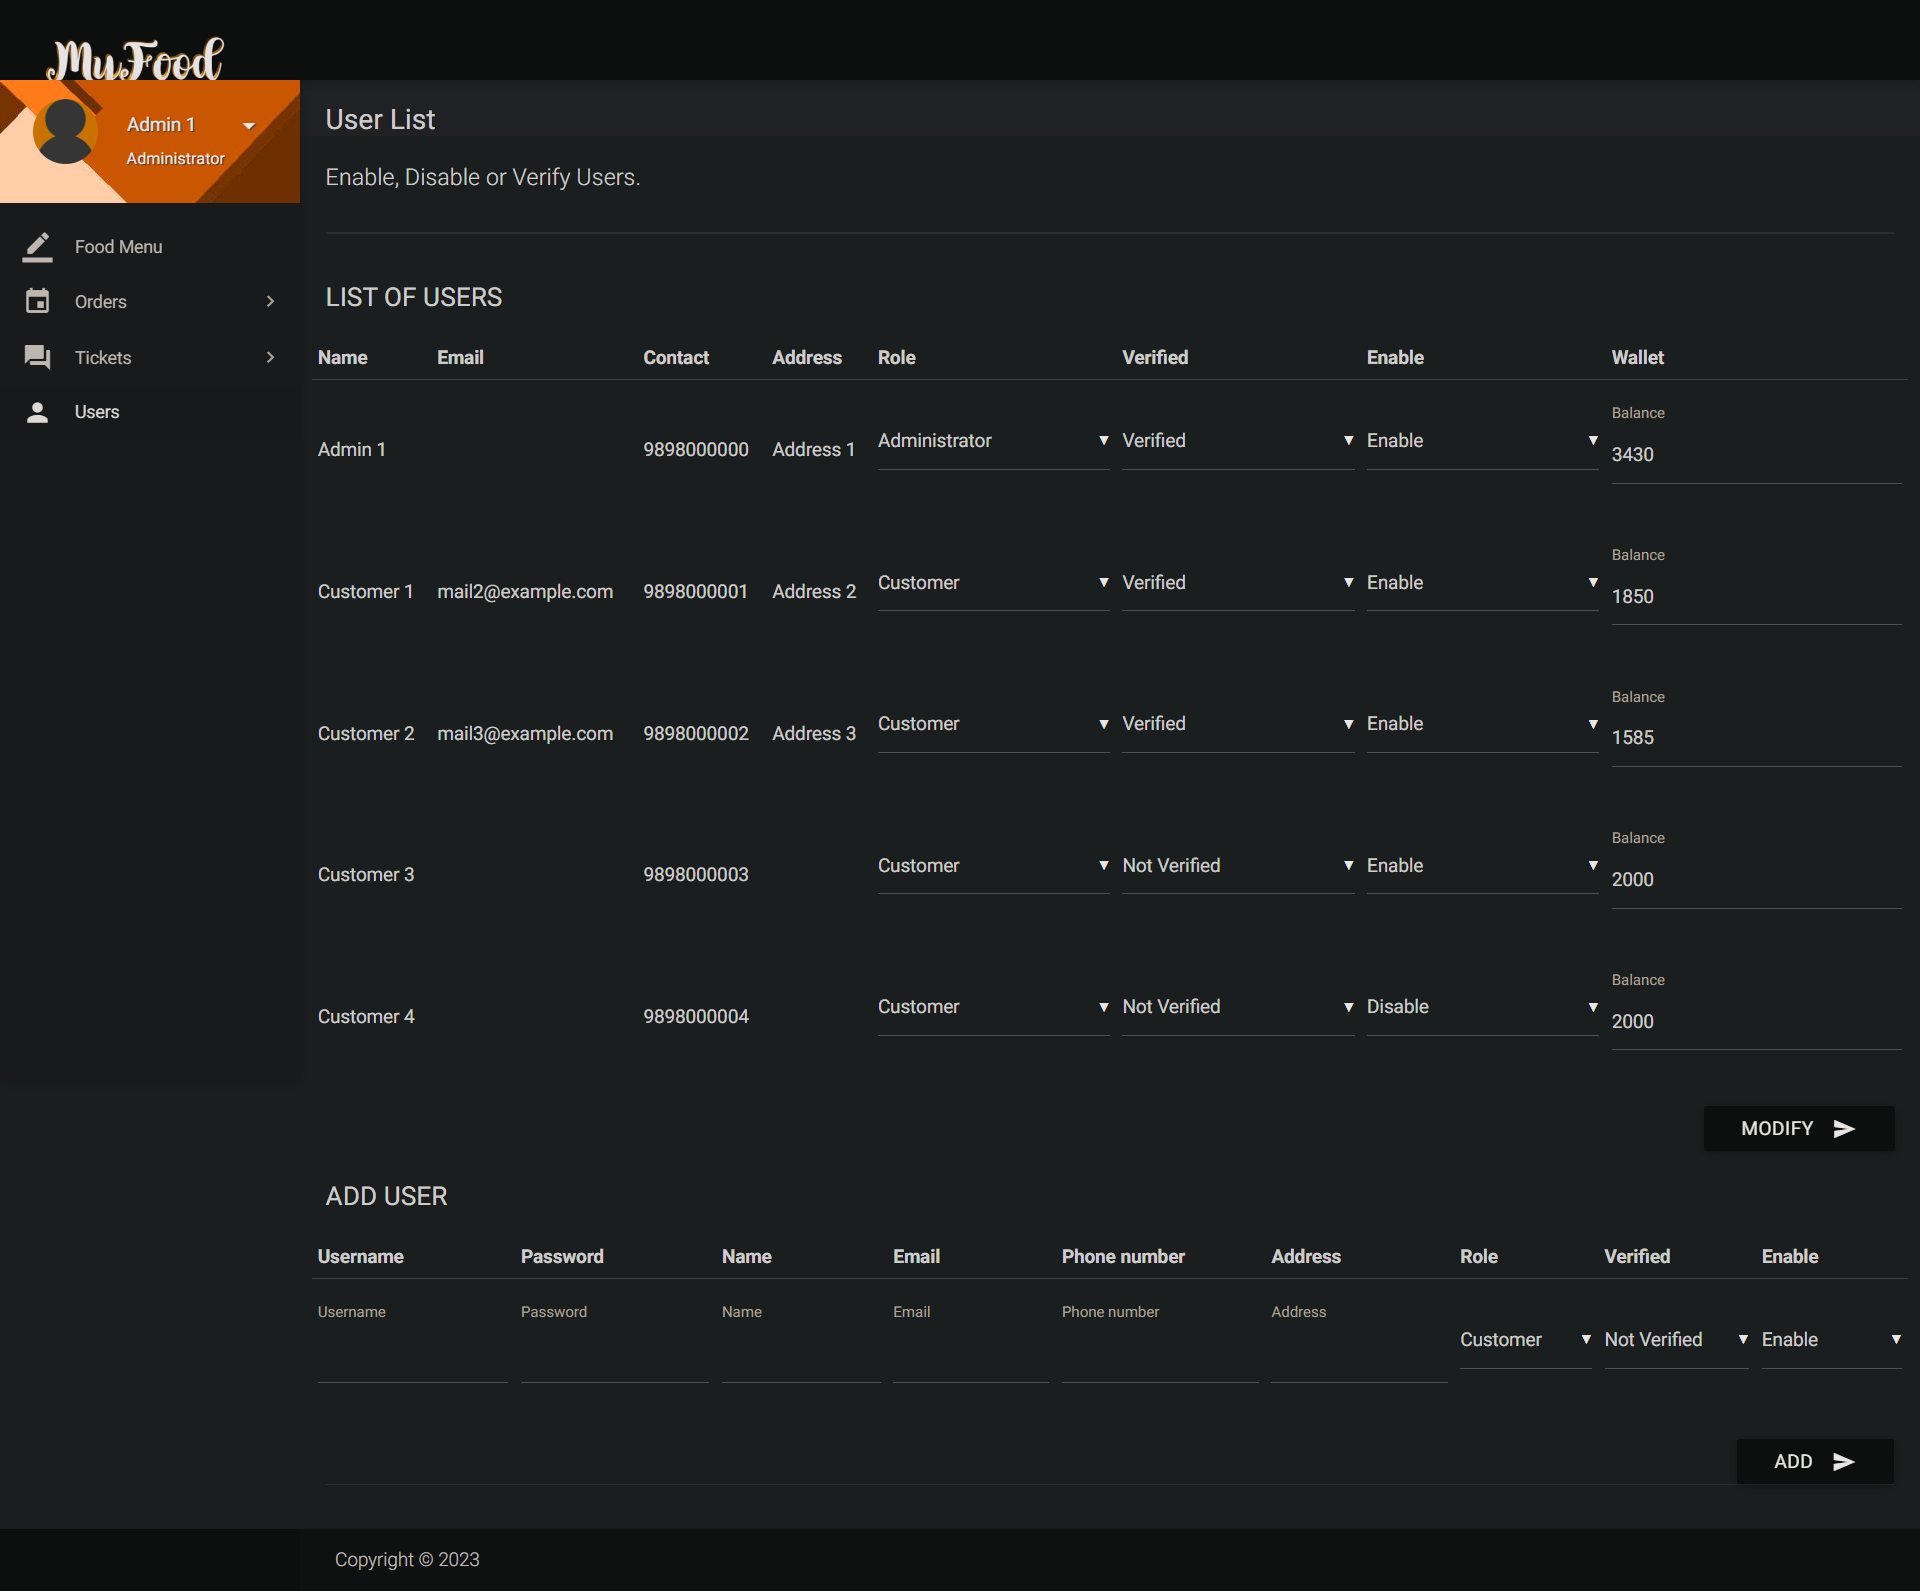 MyFood
Admin 1
Administrator
Food Menu
Orders
Tickets
Users
User List
Enable, Disable or Verify Users.
LIST OF USERS
Name Email Contact Address Role Verified Enable Wallet
Admin 1 9898000000 Address 1 Administrator Verified Enable Balance 3430
Customer 1 mail2@example.com 9898000001 Address 2 Customer Verified Enable Balance 1850
Customer 2 mail3@example.com 9898000002 Address 3 Customer Verified Enable Balance 1585
Customer 3 9898000003 Customer Not Verified Enable Balance 2000
Customer 4 9898000004 Customer Not Verified Disable Balance 2000
MODIFY
ADD USER
Username Password Name Email Phone number Address Role Verified Enable
Username Password Name Email Phone number Address
Customer Not Verified Enable
ADD
Copyright © 2023